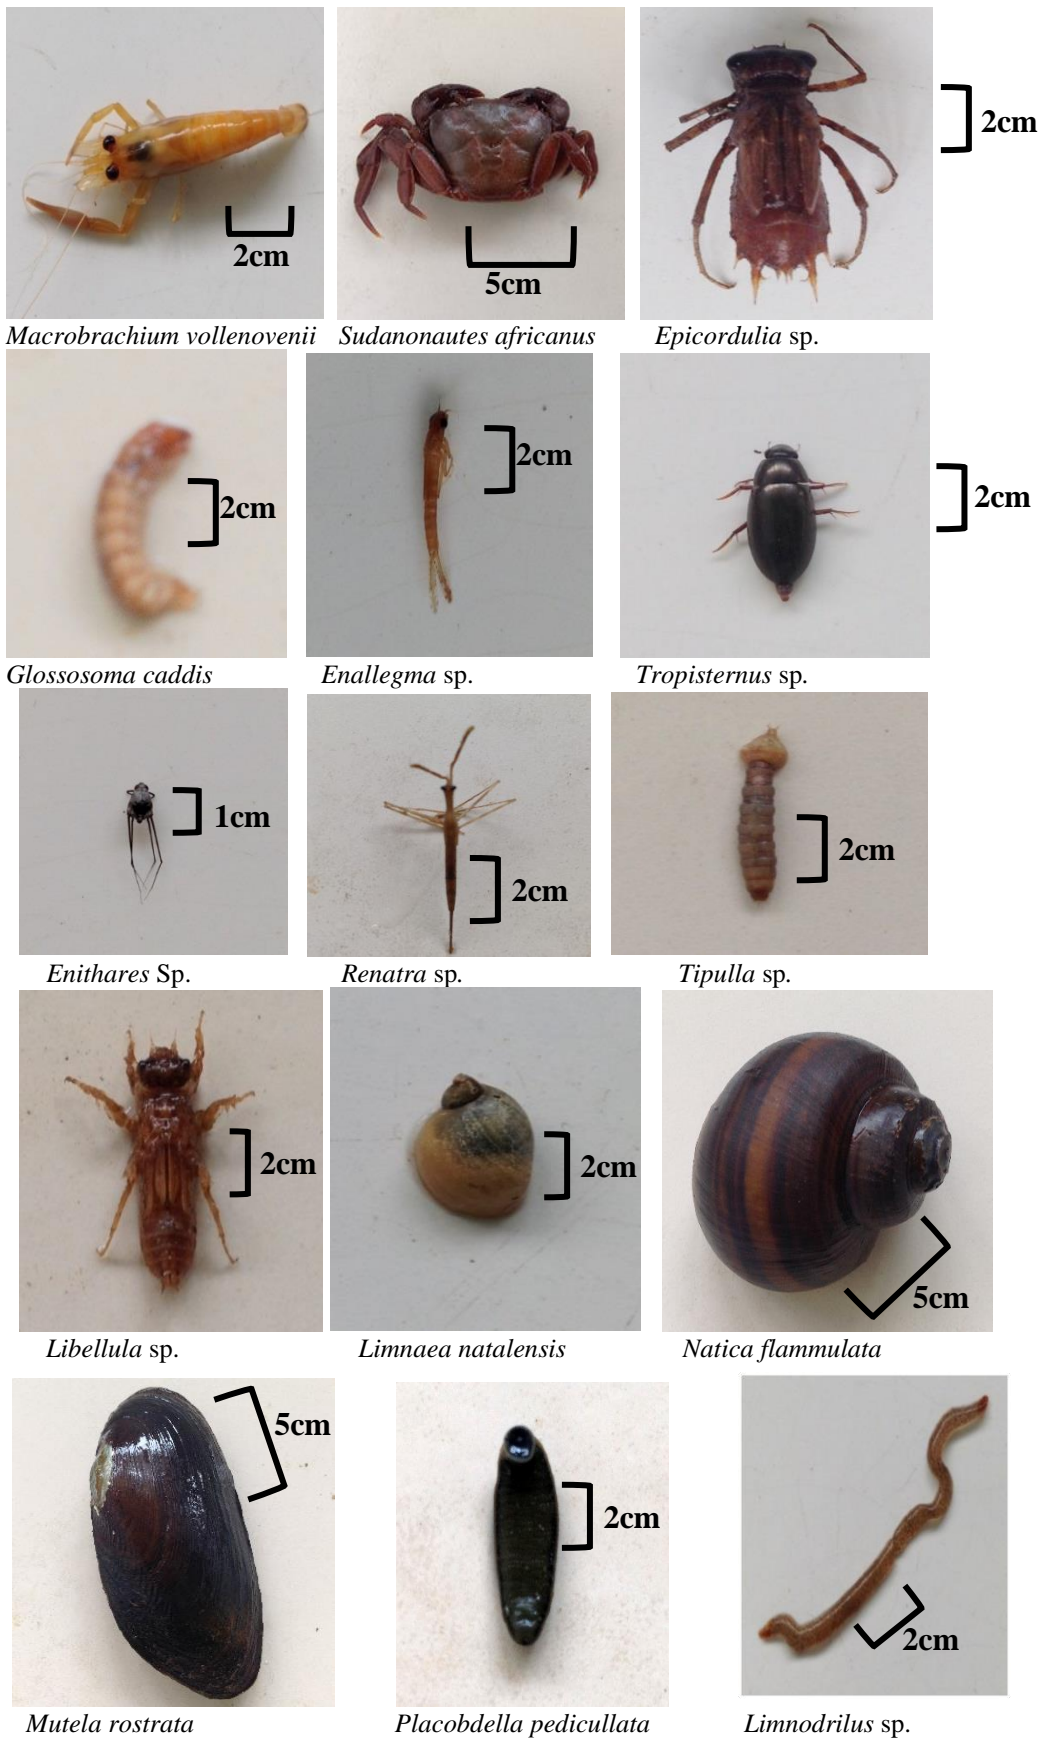 2cm
2cm
5cm
Macrobrachium vollenovenii
Sudanonautes africanus
Epicordulia sp.
2cm
2cm
2cm
Glossosoma caddis
Enallegma sp.
Tropisternus sp.
1cm
2cm
2cm
Enithares Sp.
Renatra sp.
Tipulla sp.
2cm
2cm
5cm
Libellula sp.
Limnaea natalensis
Natica flammulata
5cm
2cm
2cm
Mutela rostrata
Placobdella pedicullata
Limnodrilus sp.